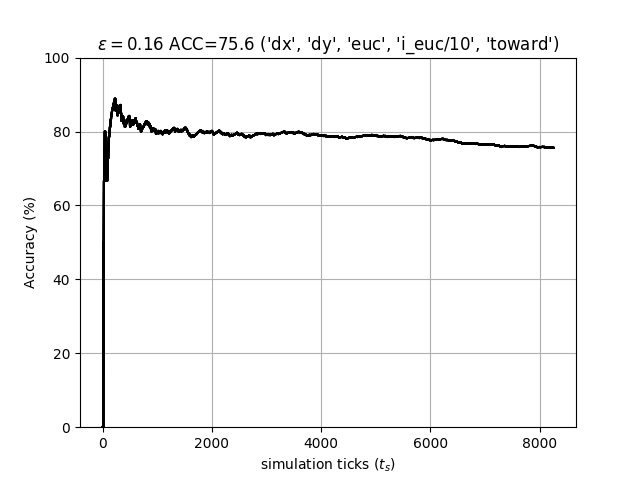 ε = 0.16 ACC=75.6 ('dx', 'dy', 'euc', 'i_euc/10', 'toward')
100
80
60
40
20
0
Accuracy (%)
0 2000 4000 6000 8000
simulation ticks (tₛ)